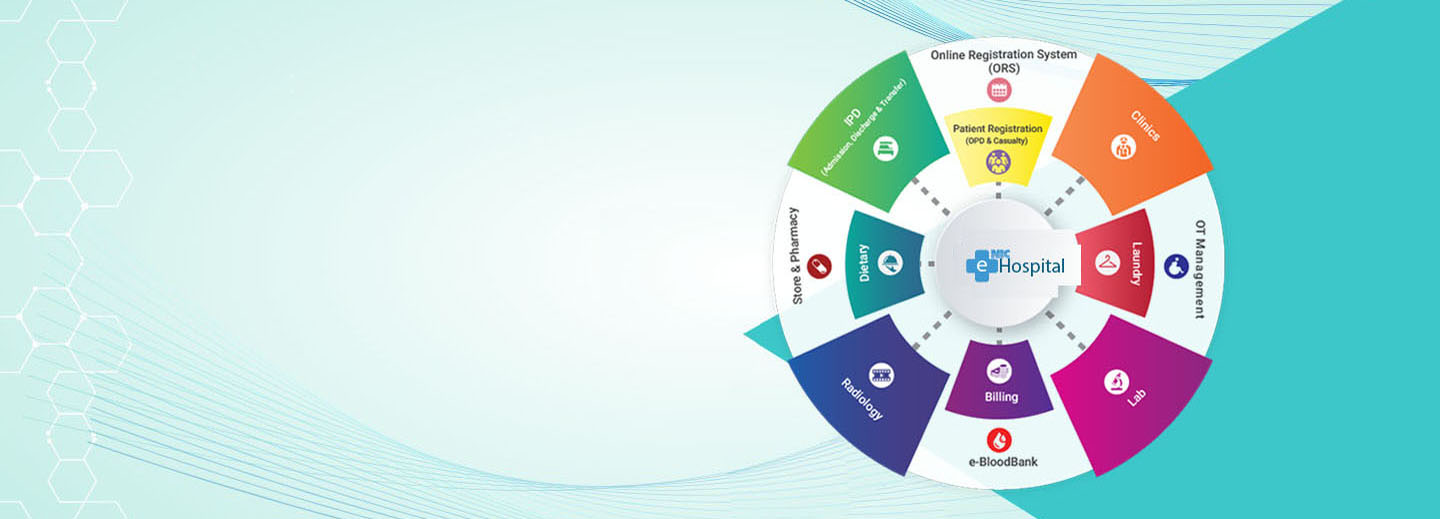 Online Registration System
(ORS)
IPD
(Admission, Discharge & Transfer)
Patient Registration
(OPD & Casualty)
Clinics
Store & Pharmacy
Dietary
NIC
eHospital
Laundry
OT Management
Radiology
Billing
Lab
e-BloodBank